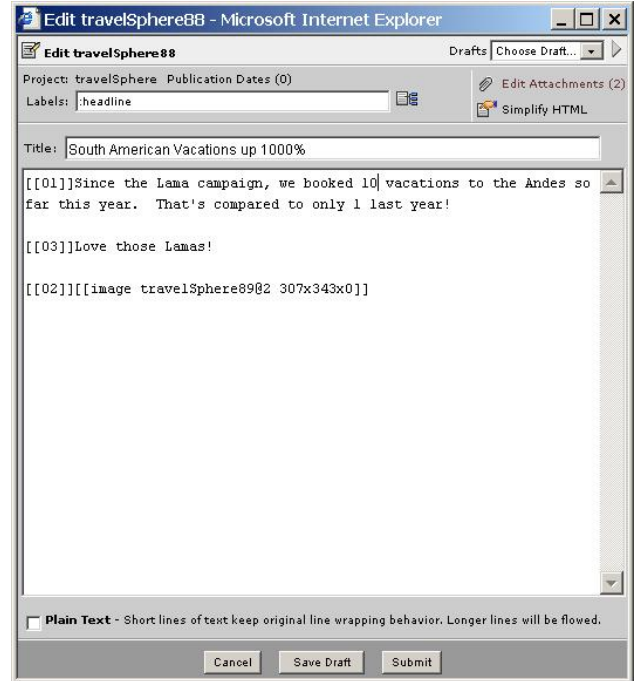 Edit travelSphere88 - Microsoft Internet Explorer
Edit travelSphere88
Drafts Choose Draft...
Project: travelSphere Publication Dates (0)
Edit Attachments (2)
Labels: :headline
Simplify HTML
Title: South American Vacations up 1000%
[[01]]Since the Lama campaign, we booked 10 vacations to the Andes so
far this year. That's compared to only 1 last year!
[[03]]Love those Lamas!
[[02]][[image travelSphere89@2 307x343x0]]
Plain Text - Short lines of text keep original line wrapping behavior. Longer lines will be flowed.
Cancel Save Draft Submit